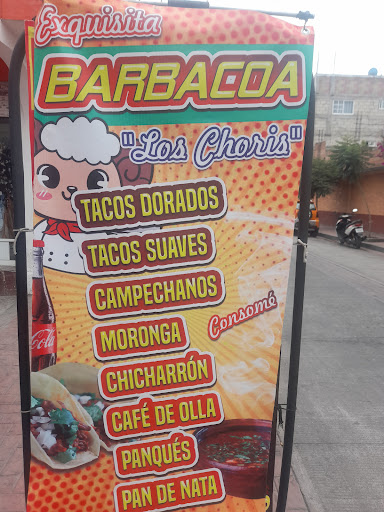 Exquisita
BARBACOA
"Los Choris"
TACOS DORADOS
TACOS SUAVES
CAMPECHANOS
MORONGA
Consomé
CHICHARRÓN
CAFÉ DE OLLA
PANQUÉS
PAN DE NATA
Cola